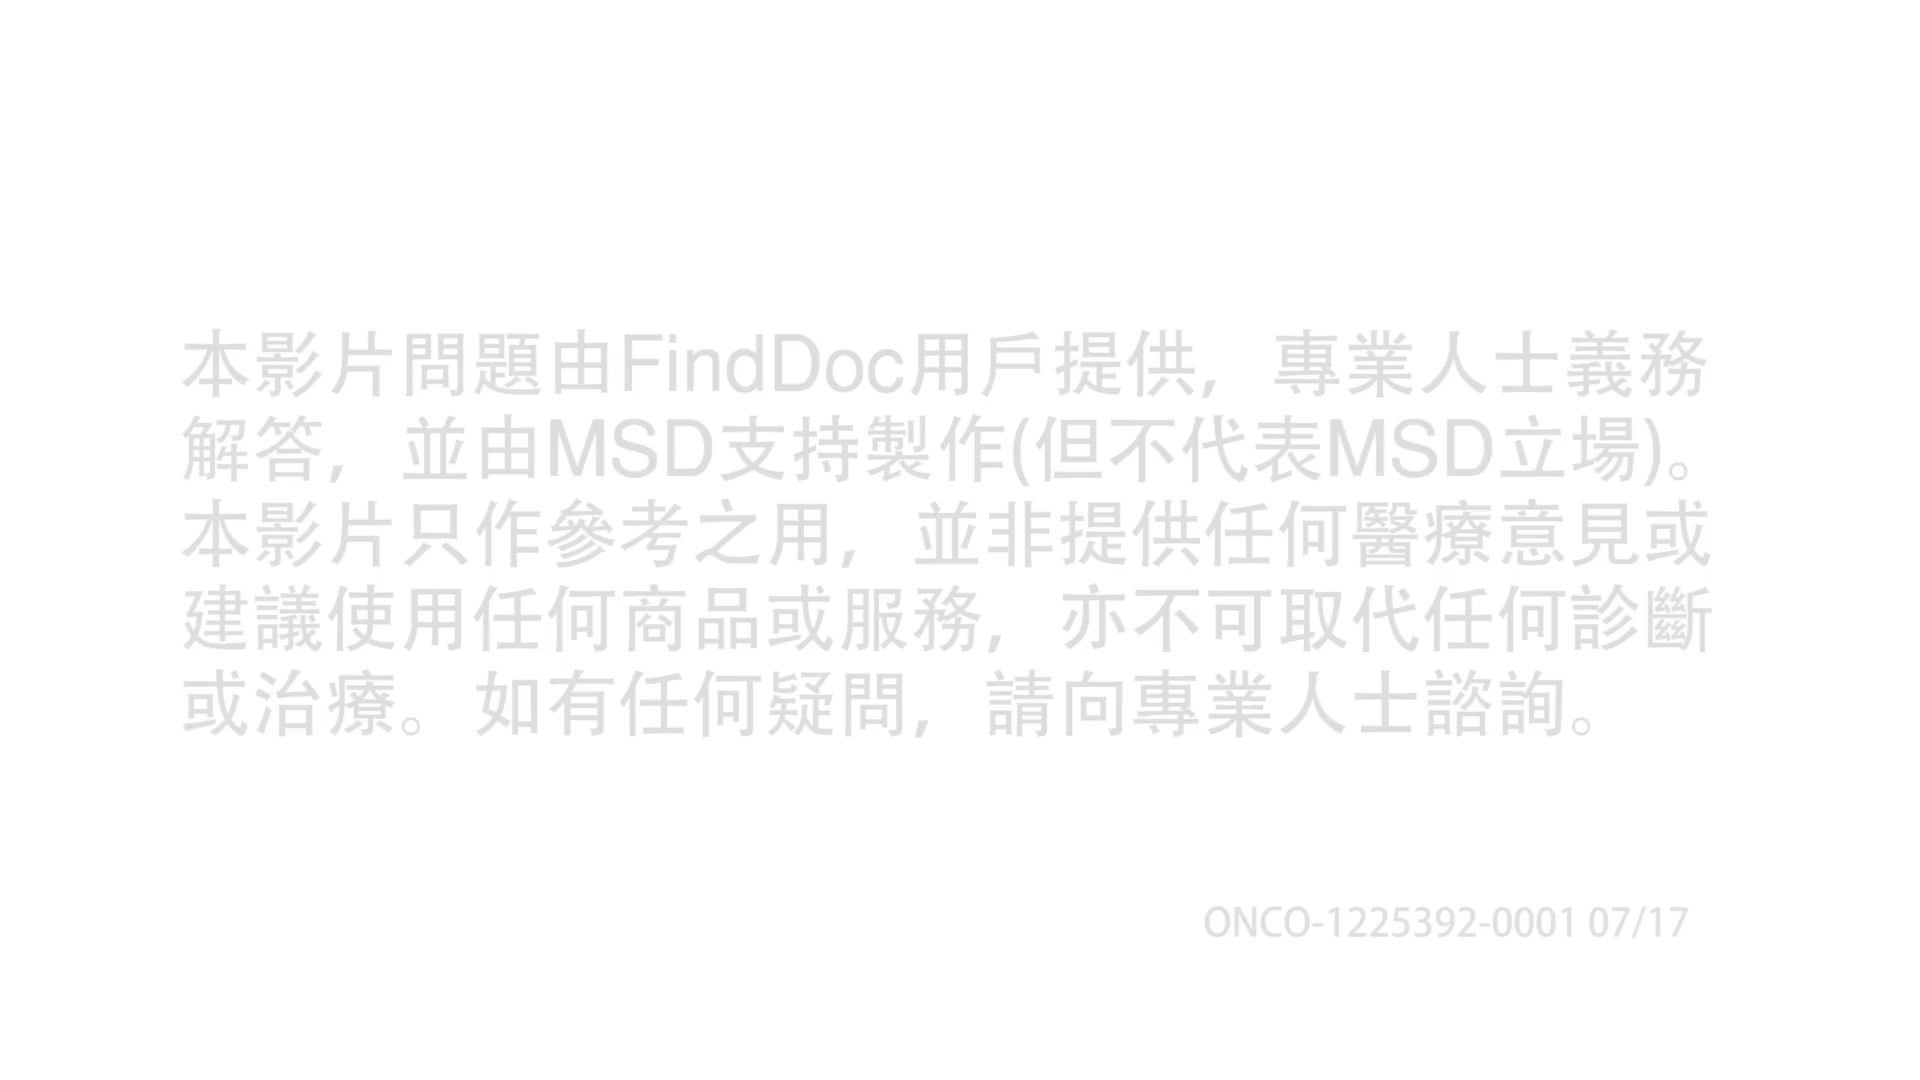 本影片問題由FindDoc用戶提供，專業人士義務
解答，並由MSD支持製作(但不代表MSD立場)。
本影片只作參考之用，並非提供任何醫療意見或
建議使用任何商品或服務，亦不可取代任何診斷
或治療。如有任何疑問，請向專業人士諮詢。
ONCO-1225392-0001 07/17